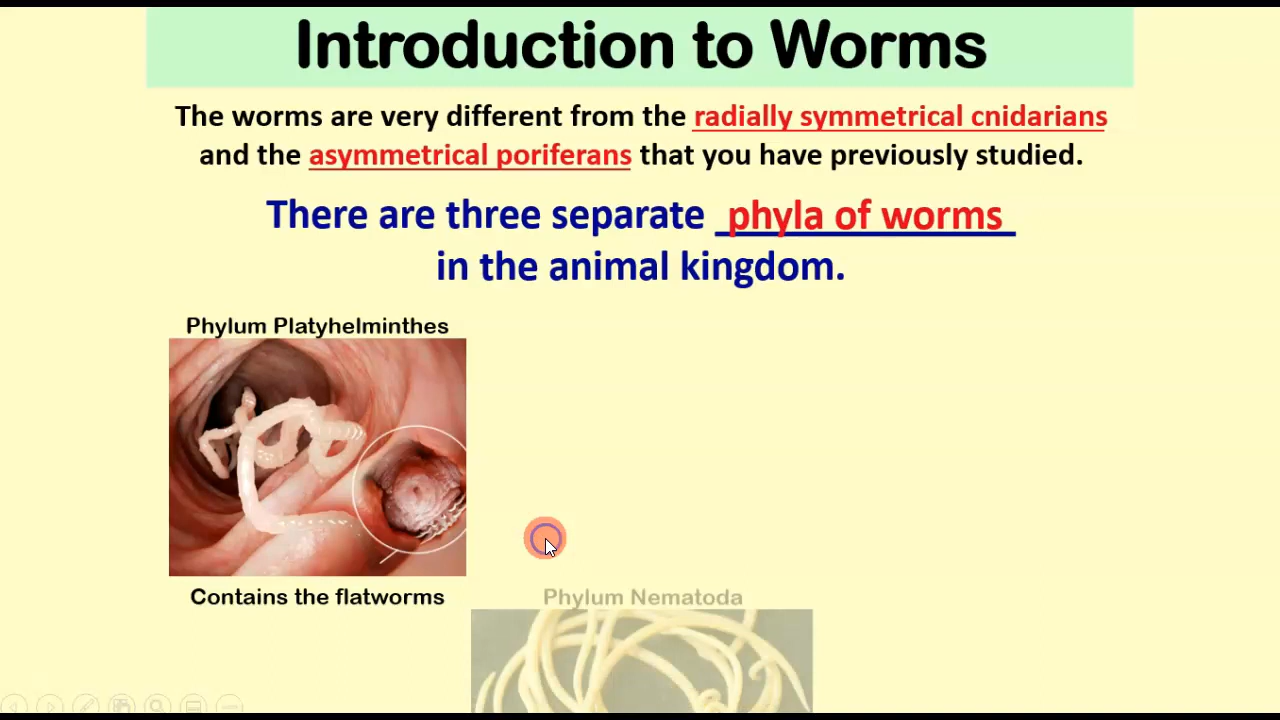 Introduction to Worms
The worms are very different from the radially symmetrical cnidarians
and the asymmetrical poriferans that you have previously studied.
There are three separate phyla of worms
in the animal kingdom.
Phylum Platyhelminthes
Contains the flatworms
Phylum Nematoda